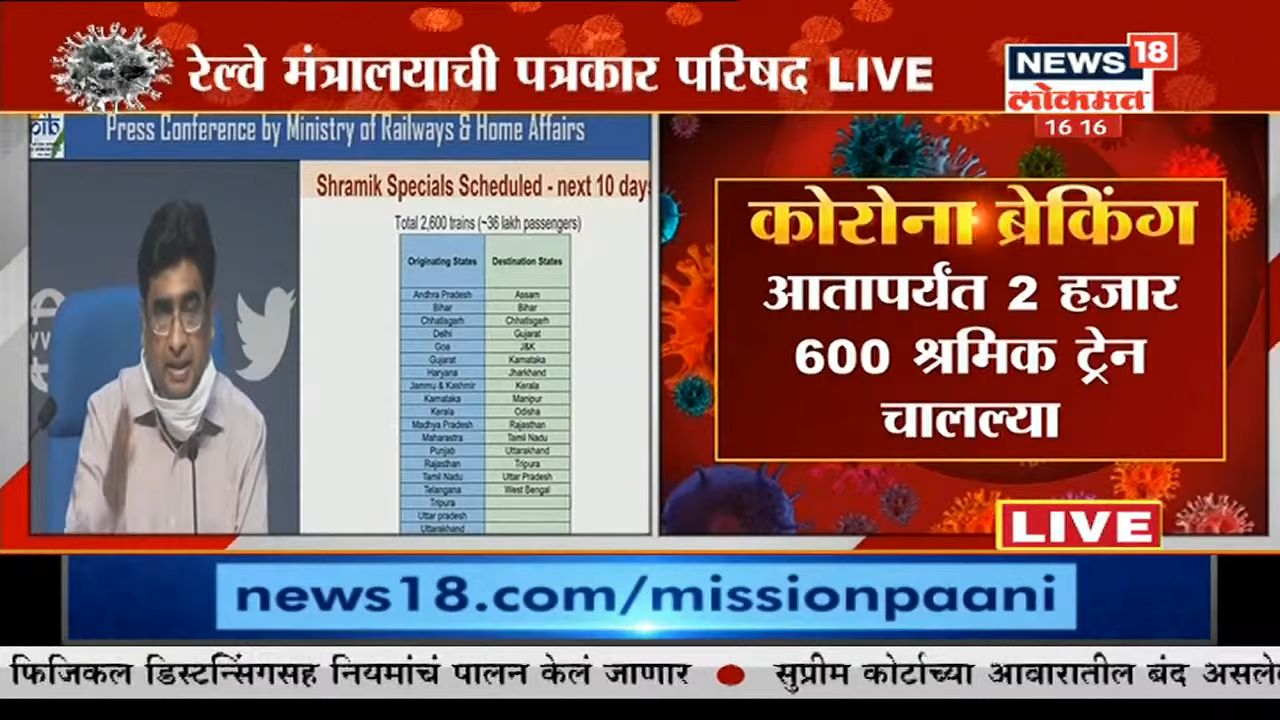 रेल्वे मंत्रालयाची पत्रकार परिषद LIVE
NEWS 18
लोकमत
16 16
pib
Press Conference by Ministry of Railways & Home Affairs
Shramik Specials Scheduled - next 10 days
Total 2,600 trains (~36 lakh passengers)
Originating States Destination States
Andhra Pradesh Assam
Bihar Bihar
Chhatisgarh Chhatisgarh
Delhi Gujarat
Goa J&K
Gujarat Karnataka
Haryana Jharkhand
Jammu & Kashmir Kerala
Karnataka Manipur
Kerala Odisha
Madhya Pradesh Rajasthan
Maharastra Tamil Nadu
Punjab Uttarakhand
Rajasthan Tripura
Tamil Nadu Uttar Pradesh
Telangana West Bengal
Tripura
Uttar pradesh
Uttarakhand
कोरोना ब्रेकिंग
आतापर्यंत 2 हजार
600 श्रमिक ट्रेन
चालल्या
LIVE
news18.com/missionpaani
फिजिकल डिस्टन्सिंगसह नियमांचं पालन केलं जाणार ● सुप्रीम कोर्टाच्या आवारातील बंद